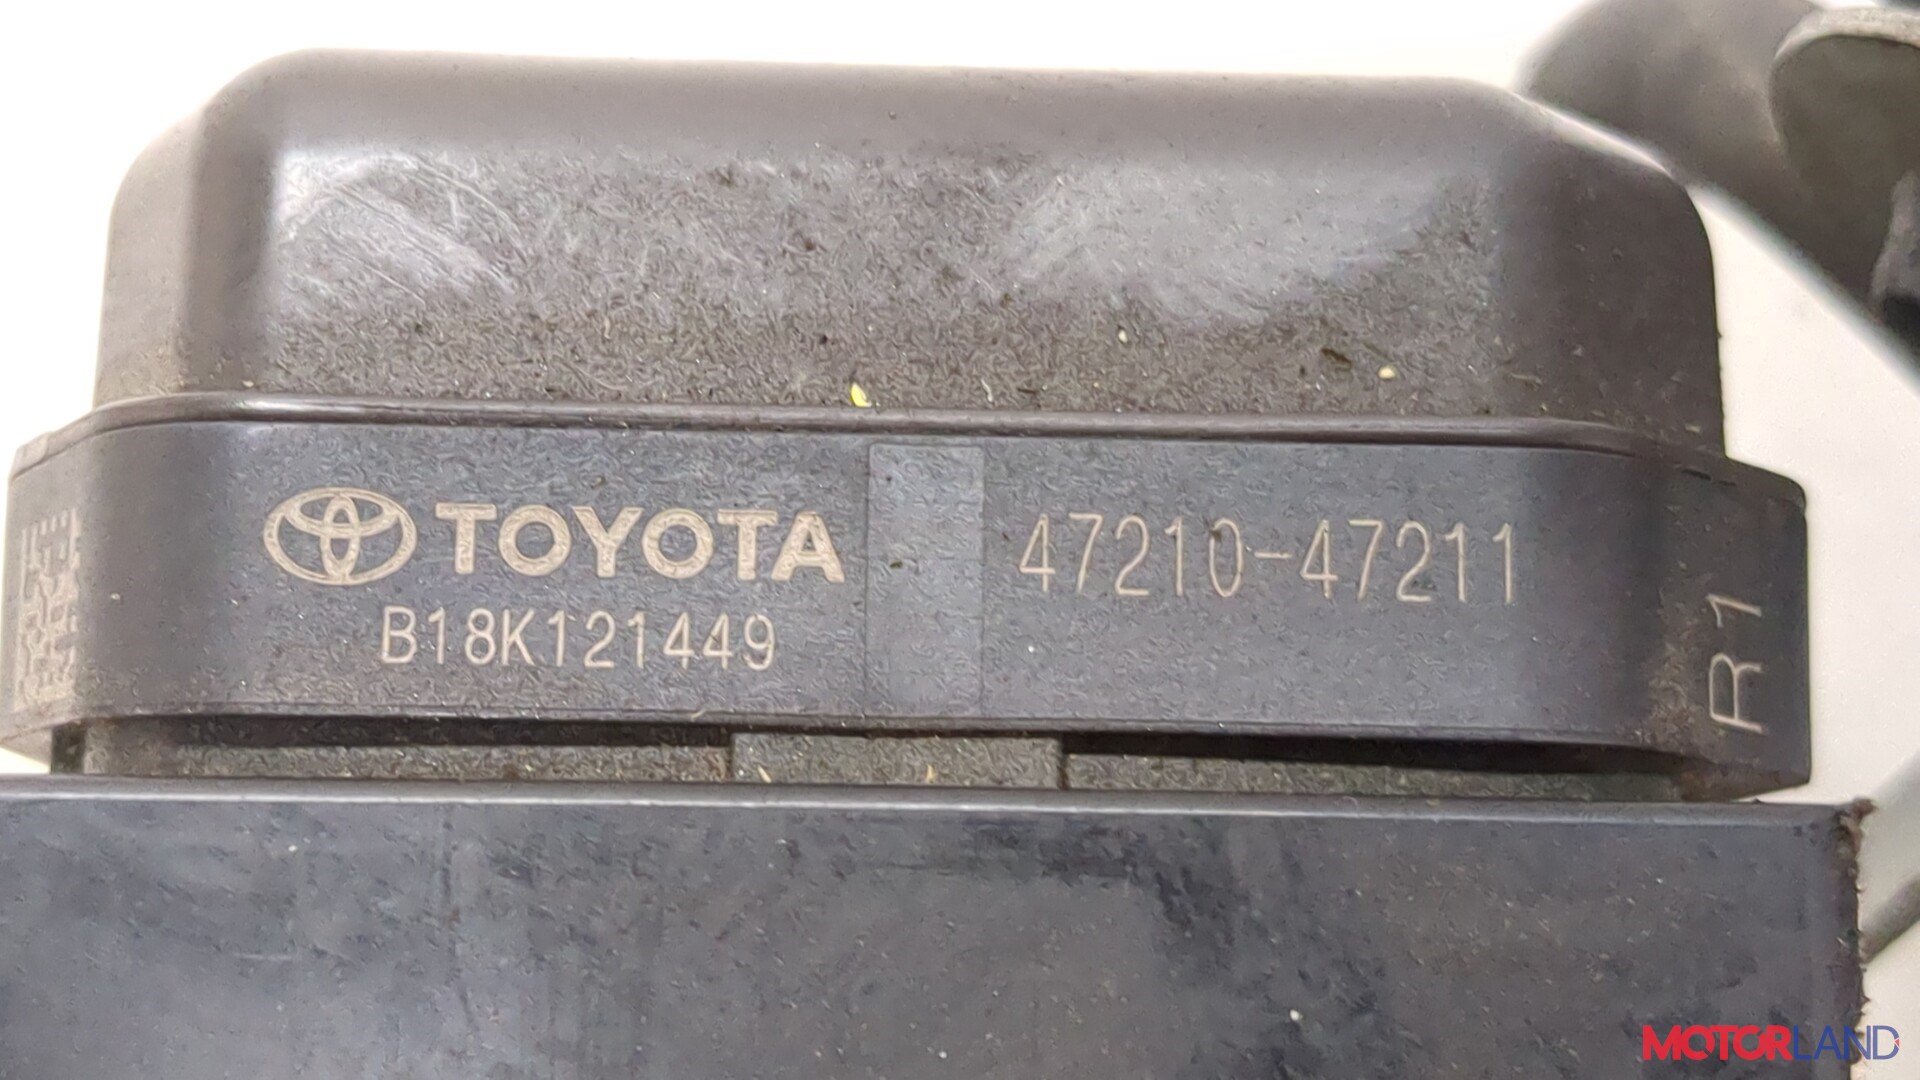 TOYOTA
B18K121449
47210-47211
R1
MOTORLAND